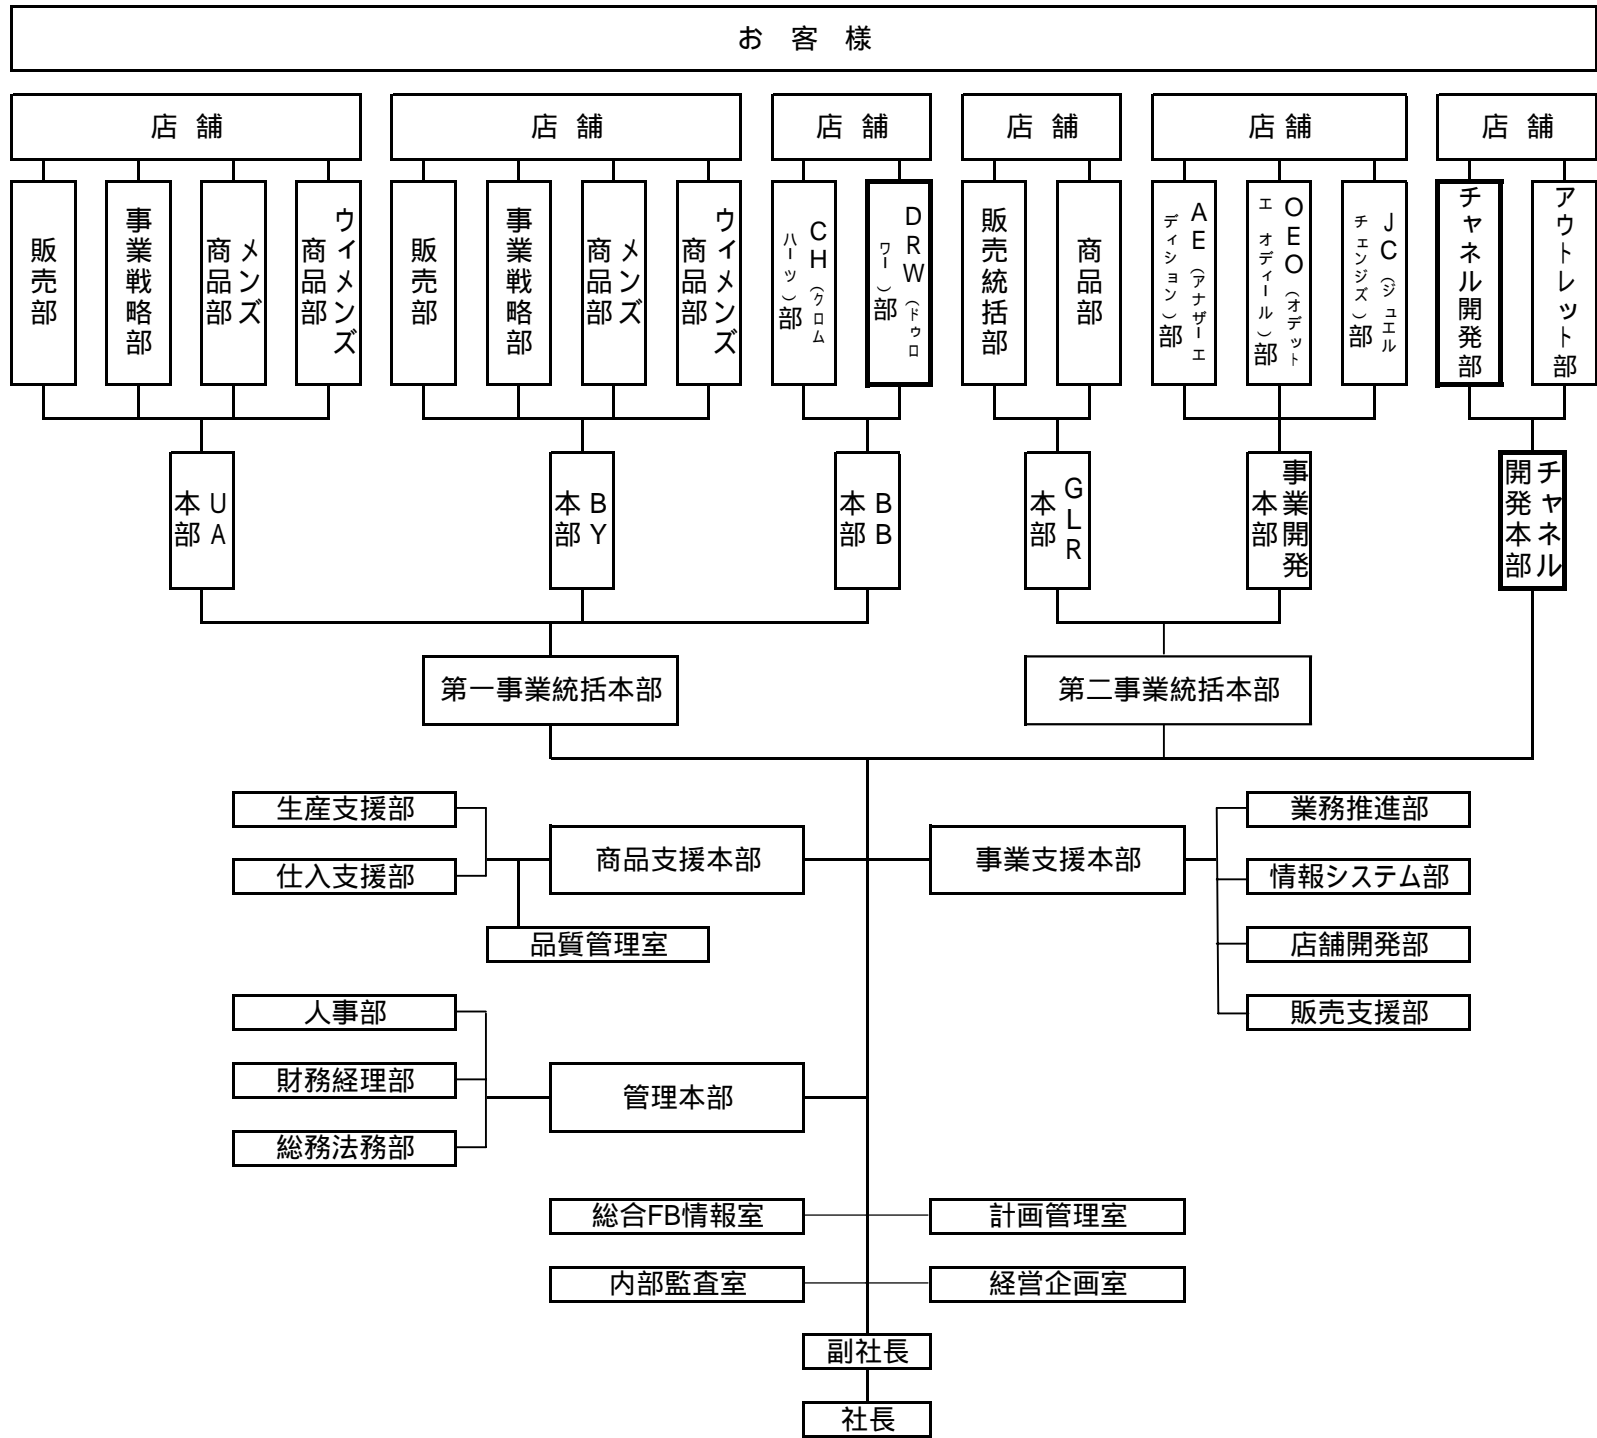 お 客 様
店 舗
店 舗
店 舗
店 舗
店 舗
店 舗
販売部
事業戦略部
メンズ
商品部
ウィメンズ
商品部
販売部
事業戦略部
メンズ
商品部
ウィメンズ
商品部
CH（クロム
ハーツ）部
DRW（ドゥロ
ワー）部
販売統括部
商品部
AE（アナザーエ
ディション）部
OEO（オデット
エ オディール）部
JC（ジュエル
チェンジズ）部
チャネル開発部
アウトレット部
UA
本部
BY
本部
BB
本部
GLR
本部
事業開発
本部
チャネル
開発本部
第一事業統括本部
第二事業統括本部
生産支援部
仕入支援部
商品支援本部
品質管理室
事業支援本部
業務推進部
情報システム部
店舗開発部
販売支援部
人事部
財務経理部
総務法務部
管理本部
総合FB情報室
計画管理室
内部監査室
経営企画室
副社長
社長